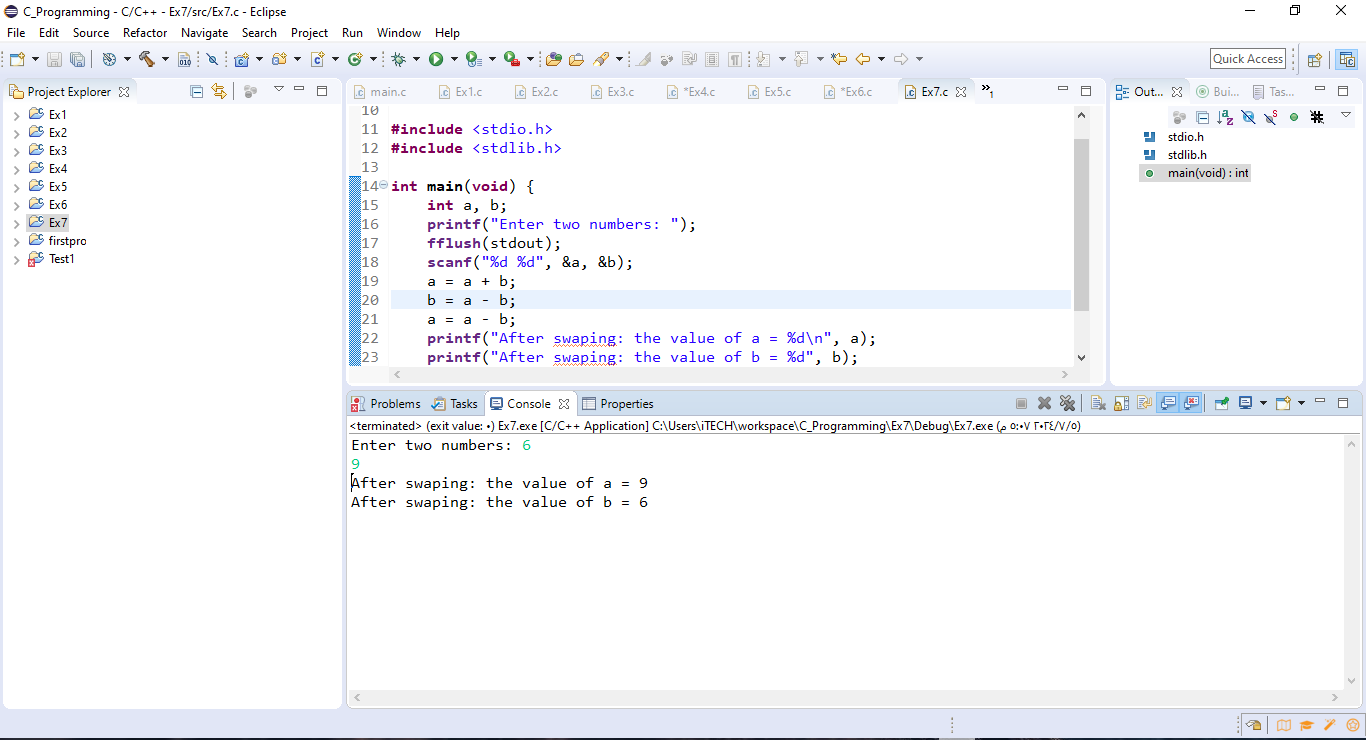 C_Programming - C/C++ - Ex7/src/Ex7.c - Eclipse
File Edit Source Refactor Navigate Search Project Run Window Help
Quick Access
Project Explorer
Ex1
Ex2
Ex3
Ex4
Ex5
Ex6
Ex7
firstpro
Test1
main.c Ex1.c Ex2.c Ex3.c *Ex4.c Ex5.c *Ex6.c Ex7.c »1
10
11 #include <stdio.h>
12 #include <stdlib.h>
13
14 int main(void) {
15 int a, b;
16 printf("Enter two numbers: ");
17 fflush(stdout);
18 scanf("%d %d", &a, &b);
19 a = a + b;
20 b = a - b;
21 a = a - b;
22 printf("After swaping: the value of a = %d\n", a);
23 printf("After swaping: the value of b = %d", b);
Out... Bui... Tas...
stdio.h
stdlib.h
main(void) : int
Problems Tasks Console Properties
<terminated> (exit value: ٠) Ex7.exe [C/C++ Application] C:\Users\iTECH\workspace\C_Programming\Ex7\Debug\Ex7.exe (٥‏/٧‏/٢٠٢٤ ٥:٠٧ م)
Enter two numbers: 6
9
After swaping: the value of a = 9
After swaping: the value of b = 6